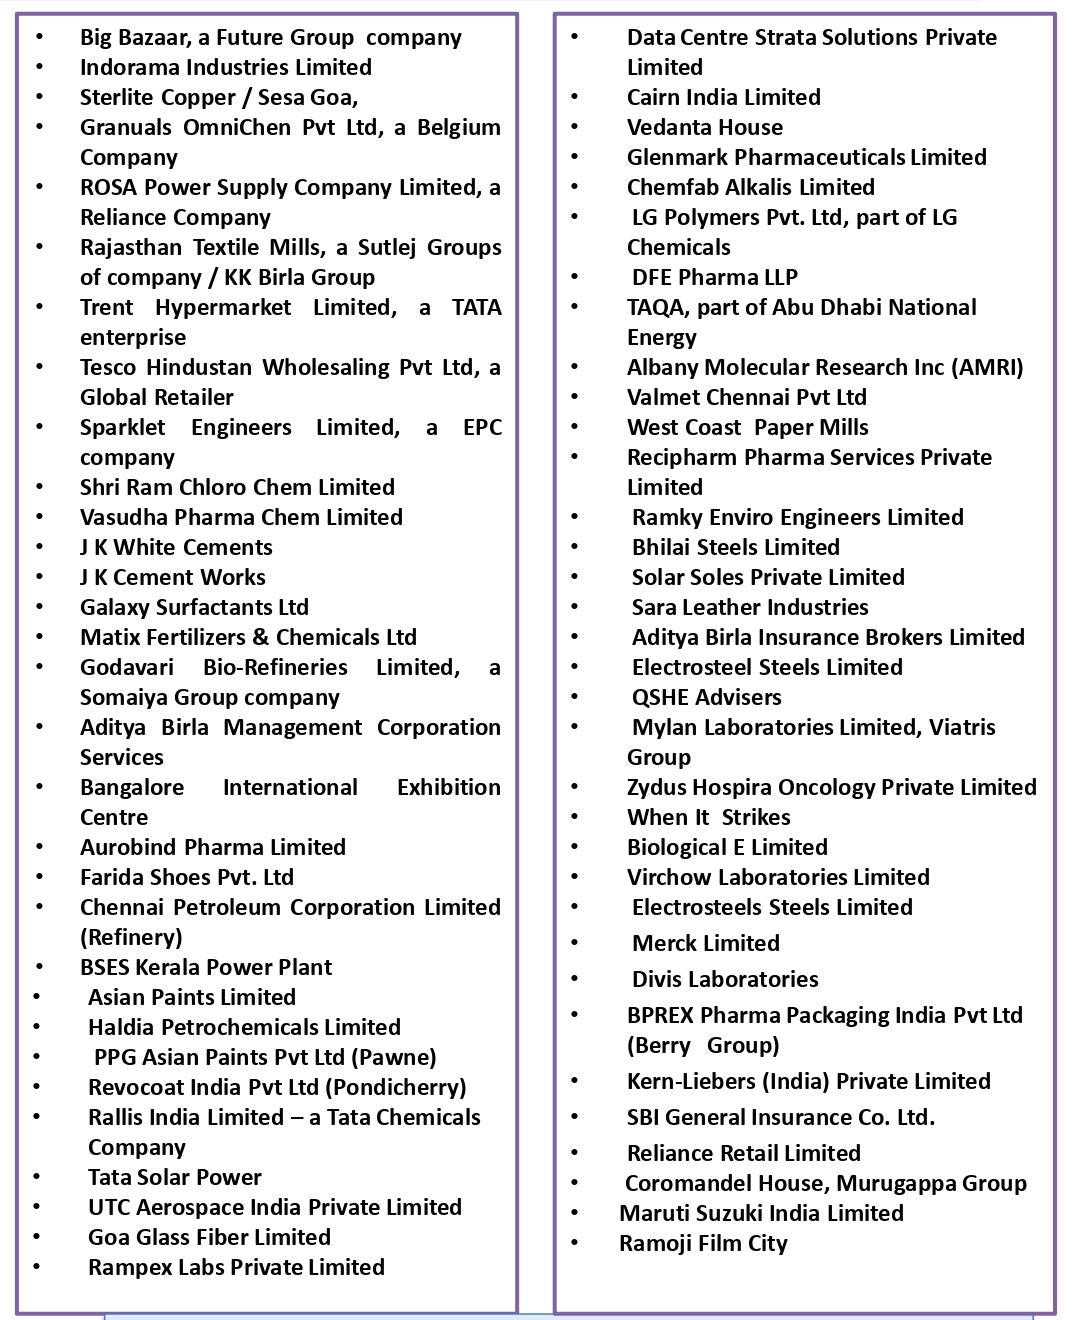 • Big Bazaar, a Future Group company
• Indorama Industries Limited
• Sterlite Copper / Sesa Goa,
• Granuals OmniChen Pvt Ltd, a Belgium
Company
• ROSA Power Supply Company Limited, a
Reliance Company
• Rajasthan Textile Mills, a Sutlej Groups
of company / KK Birla Group
• Trent Hypermarket Limited, a TATA
enterprise
• Tesco Hindustan Wholesaling Pvt Ltd, a
Global Retailer
• Sparklet Engineers Limited, a EPC
company
• Shri Ram Chloro Chem Limited
• Vasudha Pharma Chem Limited
• J K White Cements
• J K Cement Works
• Galaxy Surfactants Ltd
• Matix Fertilizers & Chemicals Ltd
• Godavari Bio-Refineries Limited, a
Somaiya Group company
• Aditya Birla Management Corporation
Services
• Bangalore International Exhibition
Centre
• Aurobind Pharma Limited
• Farida Shoes Pvt. Ltd
• Chennai Petroleum Corporation Limited
(Refinery)
• BSES Kerala Power Plant
• Asian Paints Limited
• Haldia Petrochemicals Limited
• PPG Asian Paints Pvt Ltd (Pawne)
• Revocoat India Pvt Ltd (Pondicherry)
• Rallis India Limited – a Tata Chemicals
Company
• Tata Solar Power
• UTC Aerospace India Private Limited
• Goa Glass Fiber Limited
• Rampex Labs Private Limited
• Data Centre Strata Solutions Private
Limited
• Cairn India Limited
• Vedanta House
• Glenmark Pharmaceuticals Limited
• Chemfab Alkalis Limited
• LG Polymers Pvt. Ltd, part of LG
Chemicals
• DFE Pharma LLP
• TAQA, part of Abu Dhabi National
Energy
• Albany Molecular Research Inc (AMRI)
• Valmet Chennai Pvt Ltd
• West Coast Paper Mills
• Recipharm Pharma Services Private
Limited
• Ramky Enviro Engineers Limited
• Bhilai Steels Limited
• Solar Soles Private Limited
• Sara Leather Industries
• Aditya Birla Insurance Brokers Limited
• Electrosteel Steels Limited
• QSHE Advisers
• Mylan Laboratories Limited, Viatris
Group
• Zydus Hospira Oncology Private Limited
• When It Strikes
• Biological E Limited
• Virchow Laboratories Limited
• Electrosteels Steels Limited
• Merck Limited
• Divis Laboratories
• BPREX Pharma Packaging India Pvt Ltd
(Berry Group)
• Kern-Liebers (India) Private Limited
• SBI General Insurance Co. Ltd.
• Reliance Retail Limited
• Coromandel House, Murugappa Group
• Maruti Suzuki India Limited
• Ramoji Film City